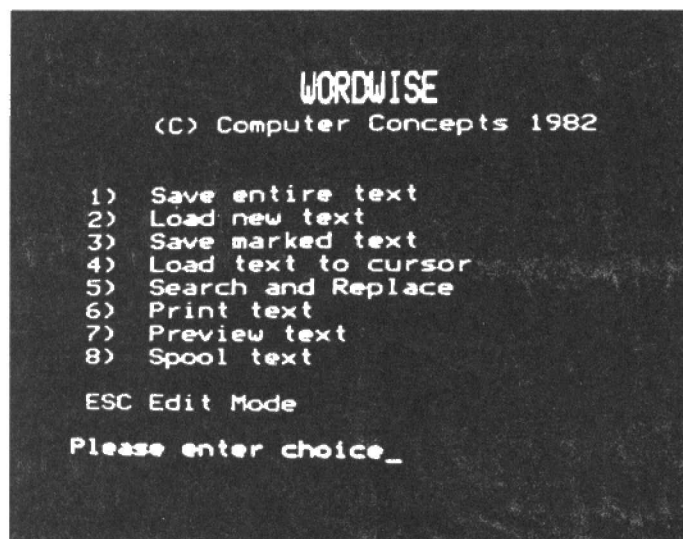 WORDWISE
(C) Computer Concepts 1982
1) Save entire text
2) Load new text
3) Save marked text
4) Load text to cursor
5) Search and Replace
6) Print text
7) Preview text
8) Spool text
ESC Edit Mode
Please enter choice_